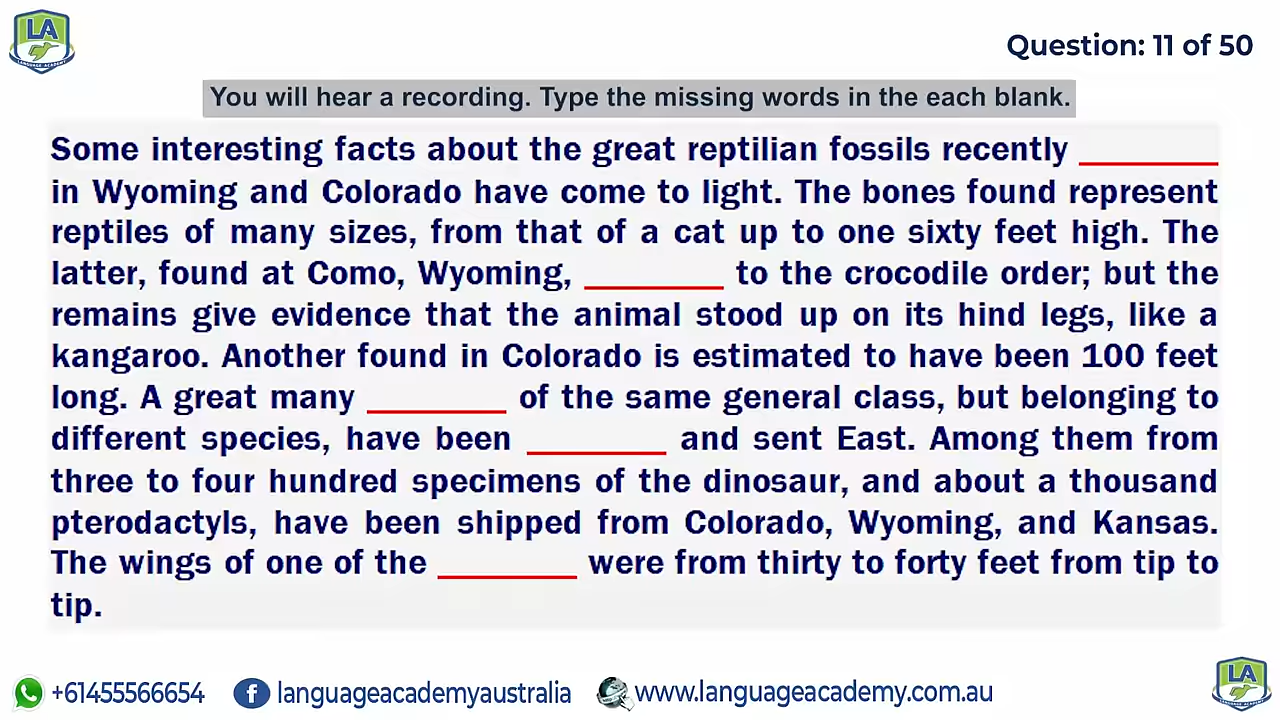 LA
LANGUAGE ACADEMY
Question: 11 of 50
You will hear a recording. Type the missing words in the each blank.
Some interesting facts about the great reptilian fossils recently ________
in Wyoming and Colorado have come to light. The bones found represent
reptiles of many sizes, from that of a cat up to one sixty feet high. The
latter, found at Como, Wyoming, ________ to the crocodile order; but the
remains give evidence that the animal stood up on its hind legs, like a
kangaroo. Another found in Colorado is estimated to have been 100 feet
long. A great many ________ of the same general class, but belonging to
different species, have been ________ and sent East. Among them from
three to four hundred specimens of the dinosaur, and about a thousand
pterodactyls, have been shipped from Colorado, Wyoming, and Kansas.
The wings of one of the ________ were from thirty to forty feet from tip to
tip.
+61455566654 languageacademyaustralia www.languageacademy.com.au
LA
LANGUAGE ACADEMY